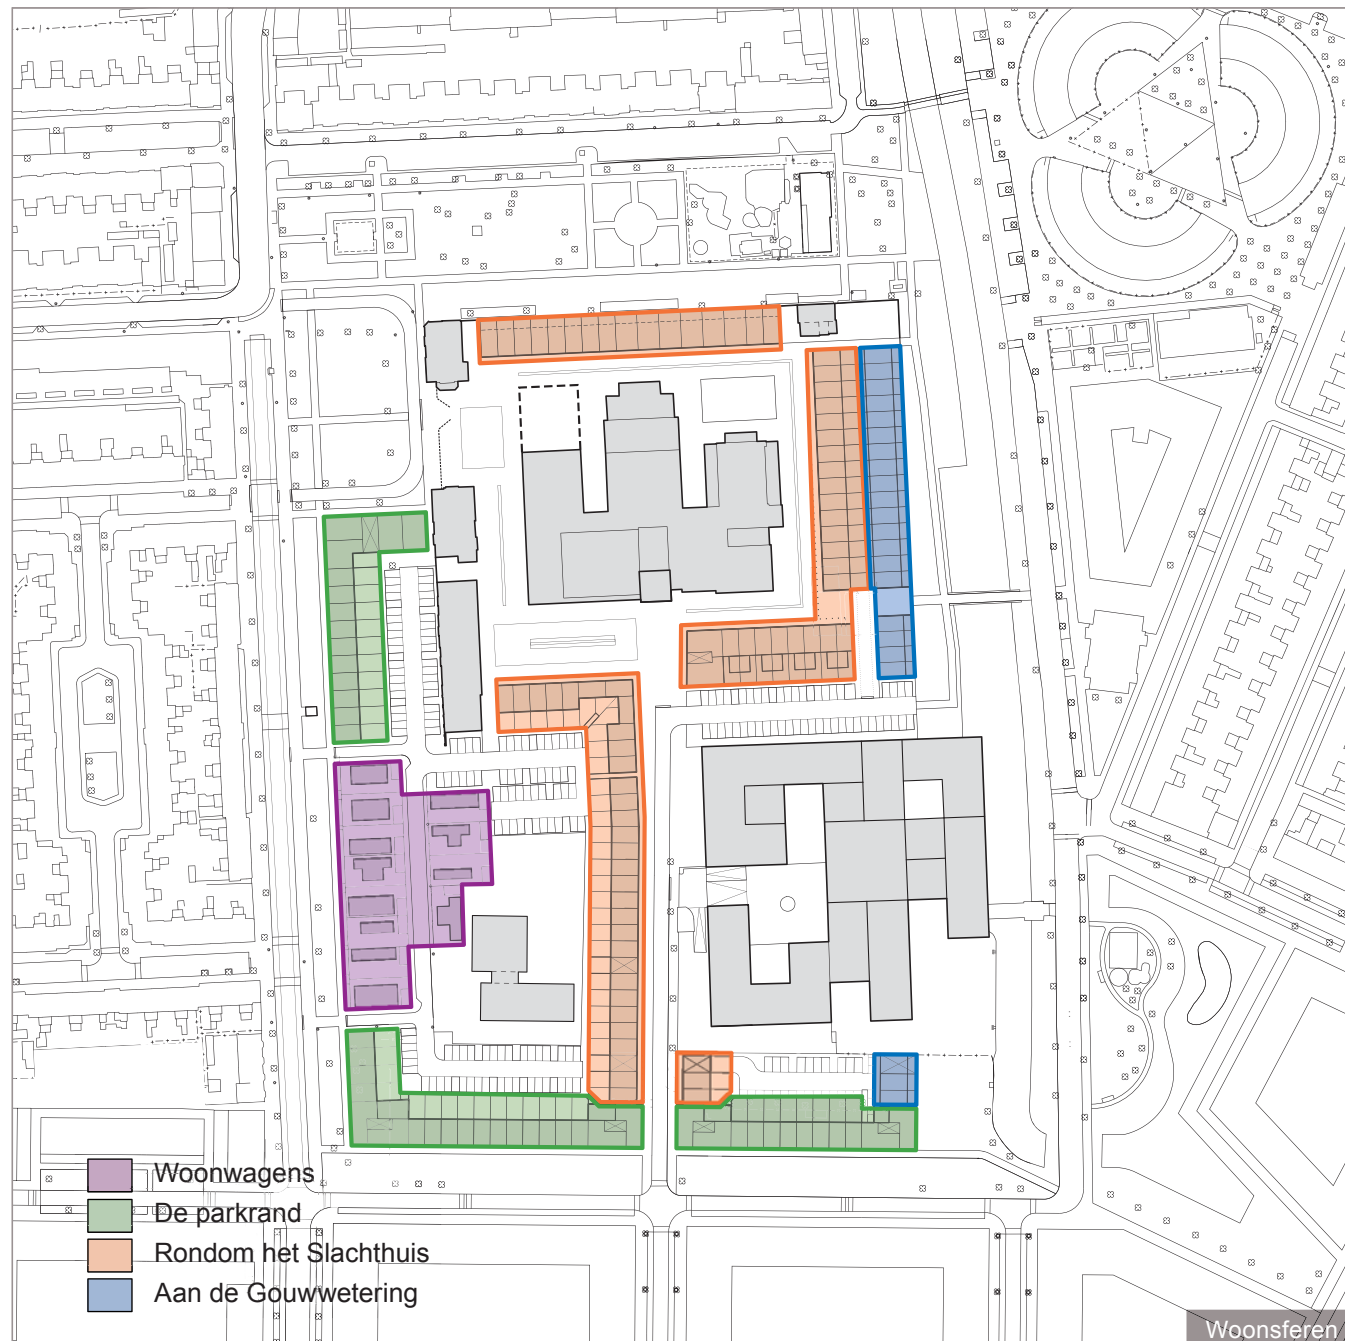 Woonwagens
De parkrand
Rondom het Slachthuis
Aan de Gouwwetering
Woonsferen